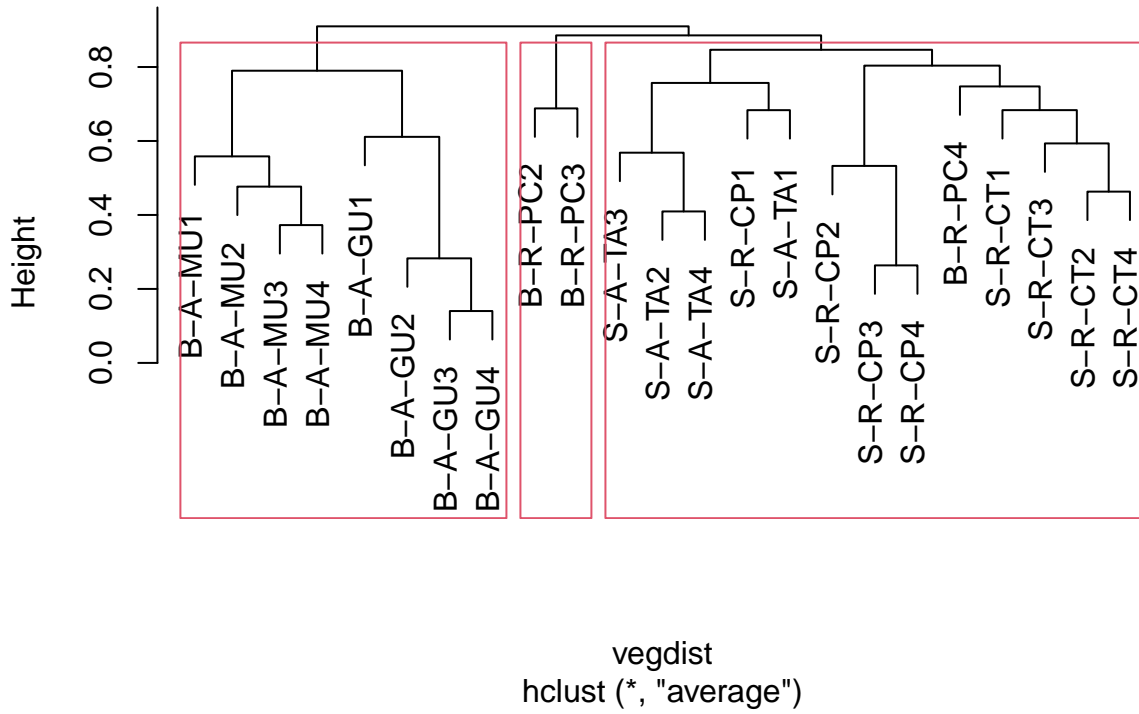 Height
0.8
0.6
0.4
0.2
0.0
B−A−MU1
B−A−MU2
B−A−MU3
B−A−MU4
B−A−GU1
B−A−GU2
B−A−GU3
B−A−GU4
B−R−PC2
B−R−PC3
S−A−TA3
S−A−TA2
S−A−TA4
S−R−CP1
S−A−TA1
S−R−CP2
S−R−CP3
S−R−CP4
B−R−PC4
S−R−CT1
S−R−CT3
S−R−CT2
S−R−CT4
vegdist
hclust (*, "average")